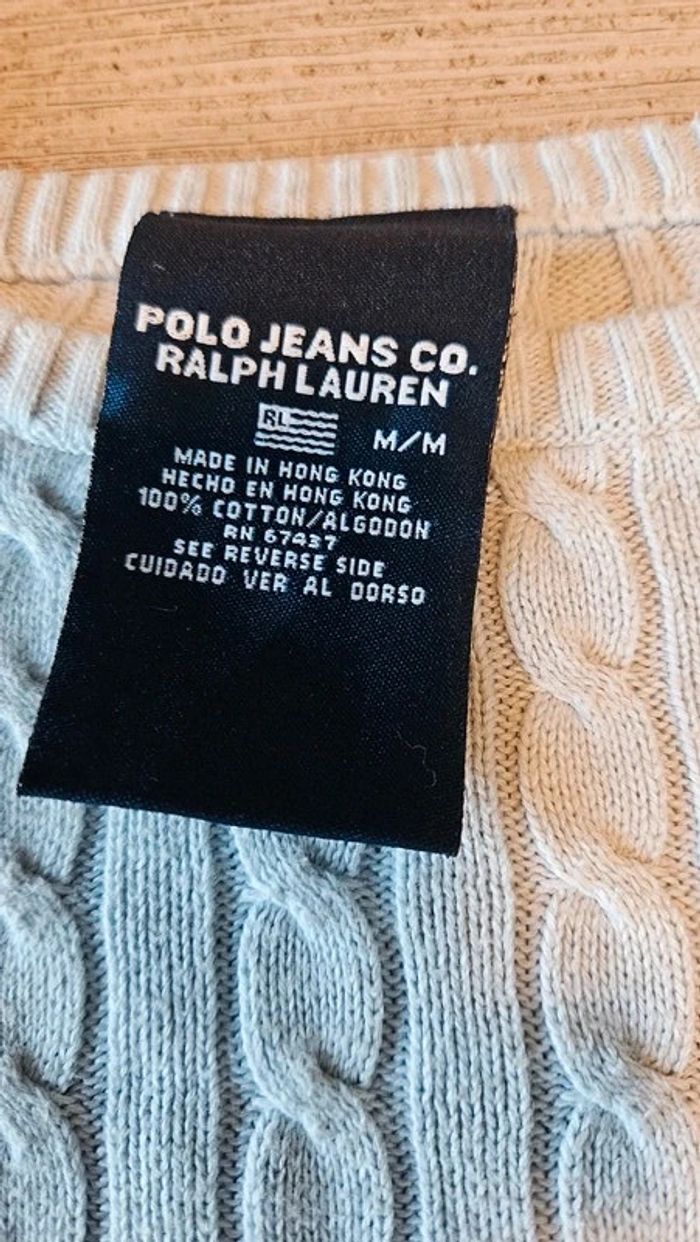 POLO JEANS CO.
RALPH LAUREN
RL
M/M
MADE IN HONG KONG
HECHO EN HONG KONG
100% COTTON/ALGODON
RN 67437
SEE REVERSE SIDE
CUIDADO VER AL DORSO